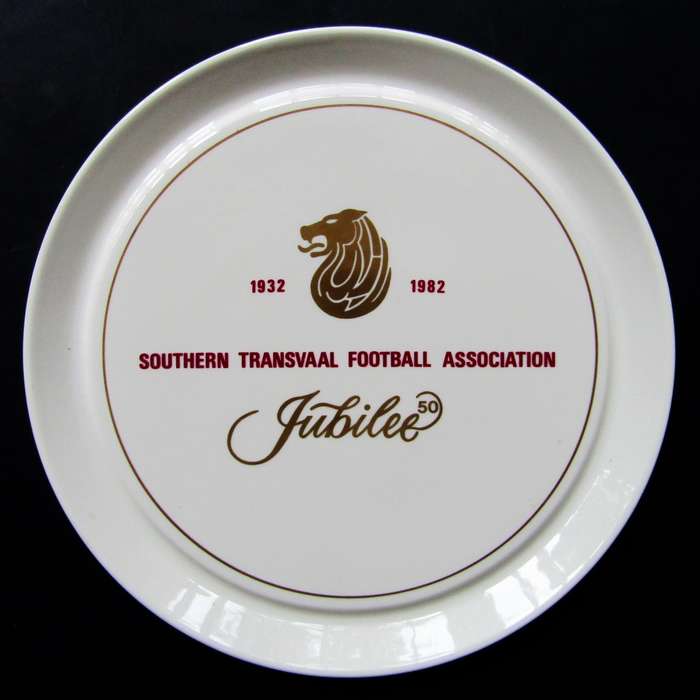 1932 1982
SOUTHERN TRANSVAAL FOOTBALL ASSOCIATION
Jubilee 50